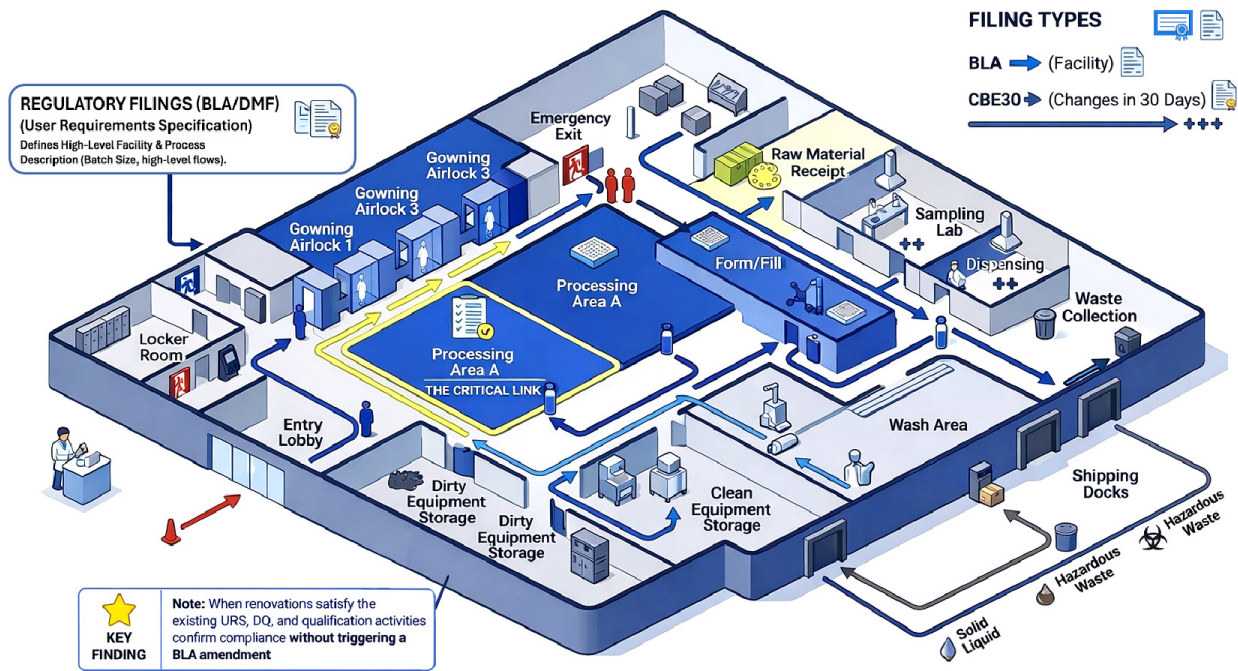 FILING TYPES
BLA (Facility)
CBE30 (Changes in 30 Days)
+++
REGULATORY FILINGS (BLA/DMF)
(User Requirements Specification)
Defines High-Level Facility & Process
Description (Batch Size, high-level flows).
Emergency
Exit
Gowning
Airlock 3
Gowning
Airlock 3
Gowning
Airlock 1
Raw Material
Receipt
Sampling
Lab
++
Dispensing
++
Form/Fill
Processing
Area A
Waste
Collection
Locker
Room
Processing
Area A
THE CRITICAL LINK
Entry
Lobby
Wash Area
Dirty
Equipment
Storage
Dirty
Equipment
Storage
Clean
Equipment
Storage
Shipping
Docks
Hazardous
Waste
Hazardous
Waste
Solid
Liquid
KEY
FINDING
Note: When renovations satisfy the
existing URS, DQ, and qualification activities
confirm compliance without triggering a
BLA amendment